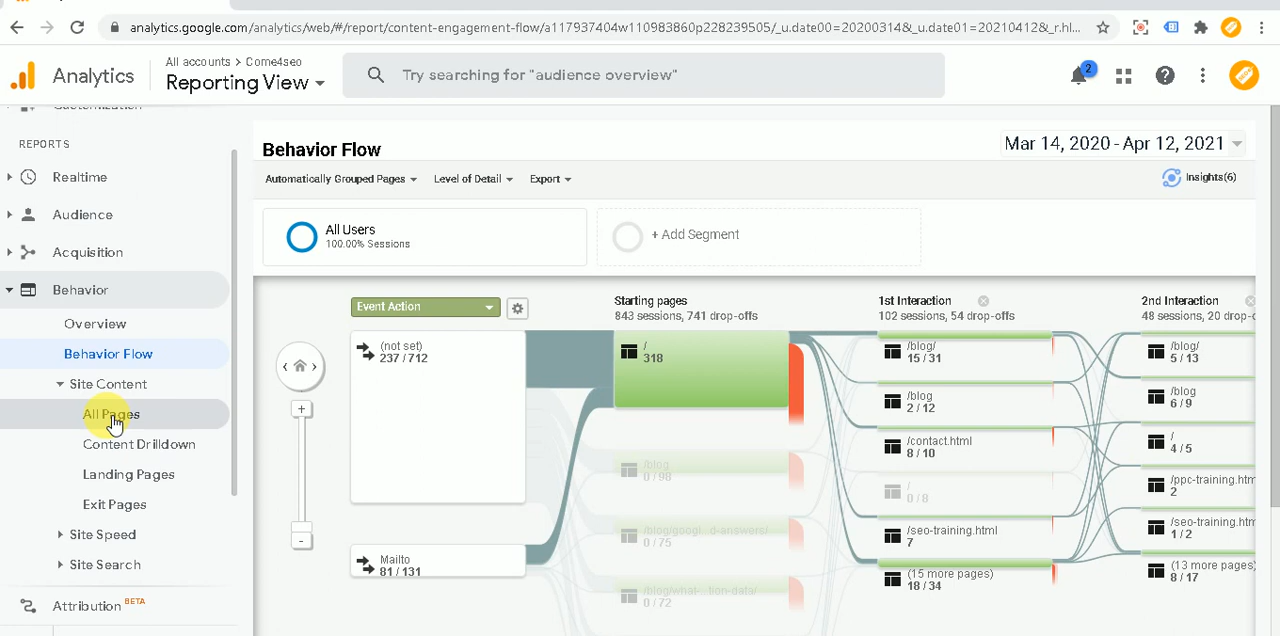 analytics.google.com/analytics/web/#/report/content-engagement-flow/a117937404w110983860p228239505/_u.date00=20200314&_u.date01=20210412&_r.hl...
Analytics
All accounts > Come4seo
Reporting View
Try searching for "audience overview"
2
Customization
REPORTS
Realtime
Audience
Acquisition
Behavior
Overview
Behavior Flow
Site Content
All Pages
Content Drilldown
Landing Pages
Exit Pages
Site Speed
Site Search
Attribution BETA
Behavior Flow
Mar 14, 2020 - Apr 12, 2021
Automatically Grouped Pages
Level of Detail
Export
Insights(6)
All Users
100.00% Sessions
+ Add Segment
Event Action
(not set)
237 / 712
Mailto
81 / 131
Starting pages
843 sessions, 741 drop-offs
/
318
/blog
0 / 98
/blog/googl...d-answers/
0 / 75
/blog/what-...tion-data/
0 / 72
1st Interaction
102 sessions, 54 drop-offs
/blog/
15 / 31
/blog
2 / 12
/contact.html
8 / 10
/
0 / 8
/seo-training.html
7
(15 more pages)
18 / 34
2nd Interaction
48 sessions, 20 drop-o
/blog/
5 / 13
/blog
6 / 9
/
4 / 5
/ppc-training.htm
2
/seo-training.htm
1 / 2
(13 more pages)
8 / 17
+
-